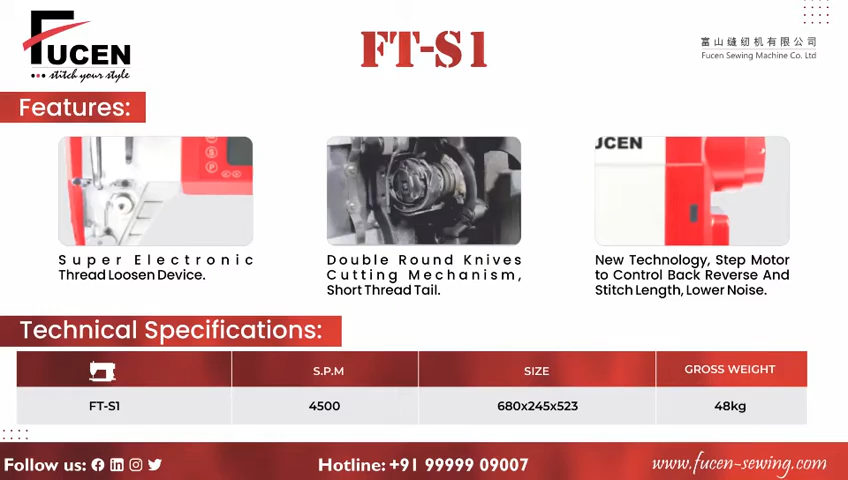 FUCEN
stitch your style
FT-S1
富山缝纫机有限公司
Fucen Sewing Machine Co. Ltd
Features:
UCEN
Super Electronic
Thread Loosen Device.
Double Round Knives
Cutting Mechanism,
Short Thread Tail.
New Technology, Step Motor
to Control Back Reverse And
Stitch Length, Lower Noise.
Technical Specifications:
S.P.M SIZE GROSS WEIGHT
FT-S1 4500 680x245x523 48kg
Follow us: Hotline: +91 99999 09007 www.fucen-sewing.com